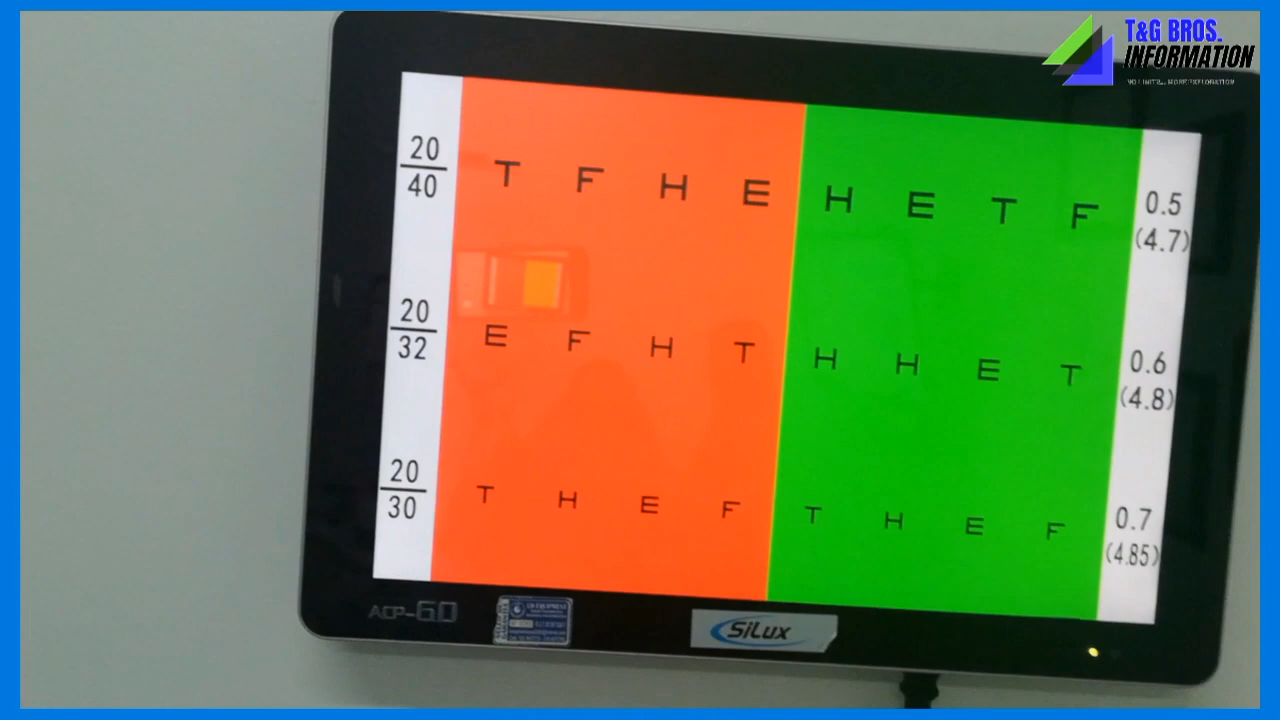 T&G BROS.
INFORMATION
20
40
T F H E H E T F
0.5
(4.7)
20
32
E F H T H H E T
0.6
(4.8)
20
30
T H E F T H E F
0.7
(4.85)
ACP-60
SiLux